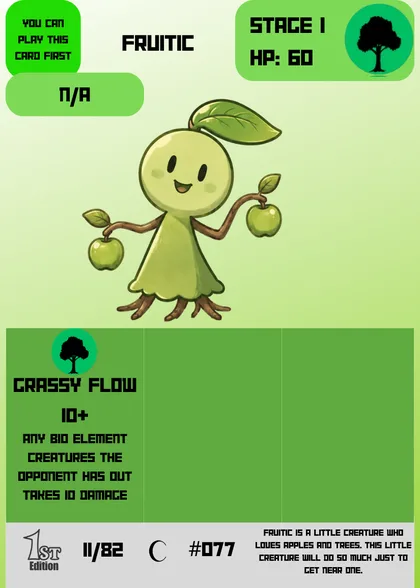 YOU CAN
PLAY THIS
CARD FIRST
FRUITIC
STAGE 1
HP: 60
N/A
GRASSY FLOW
10+
ANY BIO ELEMENT
CREATURES THE
OPPONENT HAS OUT
TAKES 10 DAMAGE
1ST
Edition
11/82
C
#077
FRUITIC IS A LITTLE CREATURE WHO
LOVES APPLES AND TREES. THIS LITTLE
CREATURE WILL DO SO MUCH JUST TO
GET NEAR ONE.